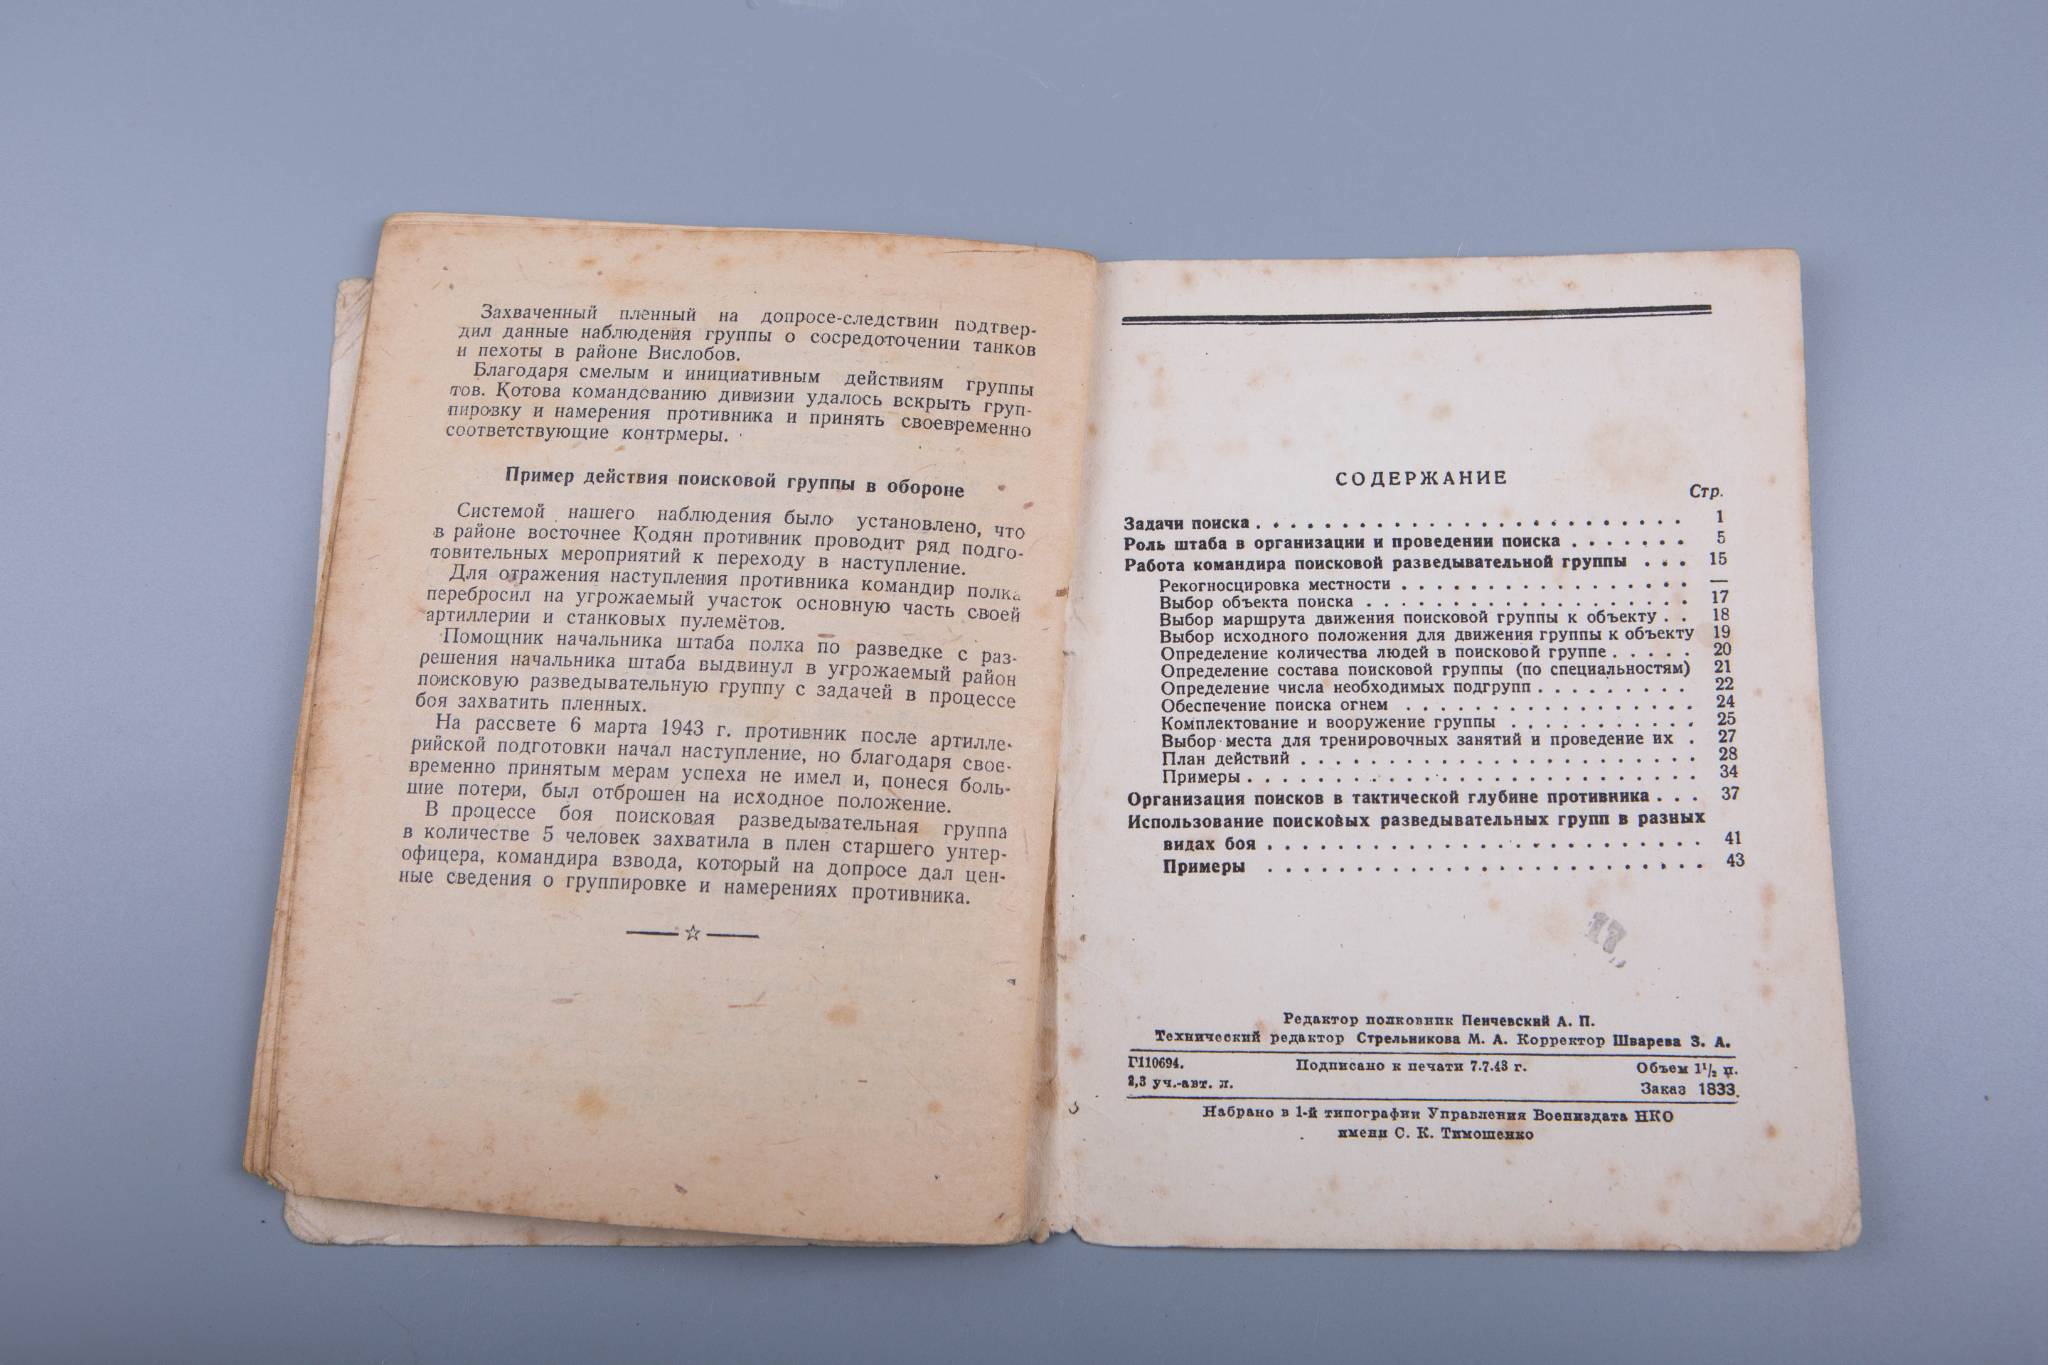 Захваченный пленный на допросе-следствии подтвер-
дил данные наблюдения группы о сосредоточении танков
и пехоты в районе Вислобов.
Благодаря смелым и инициативным действиям группы
тов. Котова командованию дивизии удалось вскрыть груп-
пировку и намерения противника и принять своевременно
соответствующие контрмеры.
Пример действия поисковой группы в обороне
Системой нашего наблюдения было установлено, что
в районе восточнее Кодян противник проводит ряд подго-
товительных мероприятий к переходу в наступление.
Для отражения наступления противника командир полка
перебросил на угрожаемый участок основную часть своей
артиллерии и станковых пулемётов.
Помощник начальника штаба полка по разведке с раз-
решения начальника штаба выдвинул в угрожаемый район
поисковую разведывательную группу с задачей в процессе
боя захватить пленных.
На рассвете 6 марта 1943 г. противник после артилле-
рийской подготовки начал наступление, но благодаря свое-
временно принятым мерам успеха не имел и, понеся боль-
шие потери, был отброшен на исходное положение.
В процессе боя поисковая разведывательная группа
в количестве 5 человек захватила в плен старшего унтер-
офицера, командира взвода, который на допросе дал цен-
ные сведения о группировке и намерениях противника.
СОДЕРЖАНИЕ
Стр.
Задачи поиска . . . . . . . . . . . . . . . . . . . . . . . . . 1
Роль штаба в организации и проведении поиска . . . . . . . 5
Работа командира поисковой разведывательной группы . . . 15
Рекогносцировка местности . . . . . . . . . . . . . . . . . —
Выбор объекта поиска . . . . . . . . . . . . . . . . . . . 17
Выбор маршрута движения поисковой группы к объекту . . 18
Выбор исходного положения для движения группы к объекту 19
Определение количества людей в поисковой группе . . . . . 20
Определение состава поисковой группы (по специальностям) 21
Определение числа необходимых подгрупп . . . . . . . . . 22
Обеспечение поиска огнем . . . . . . . . . . . . . . . . . 24
Комплектование и вооружение группы . . . . . . . . . . . 25
Выбор места для тренировочных занятий и проведение их . 27
План действий . . . . . . . . . . . . . . . . . . . . . . . 28
Примеры . . . . . . . . . . . . . . . . . . . . . . . . . . 34
Организация поисков в тактической глубине противника . . . 37
Использование поисковых разведывательных групп в разных
видах боя . . . . . . . . . . . . . . . . . . . . . . . . . 41
Примеры . . . . . . . . . . . . . . . . . . . . . . . . . 43
17
Редактор полковник Пенчевский А. П.
Технический редактор Стрельникова М. А. Корректор Шварева З. А.
Г110694. Подписано к печати 7.7.43 г. Объем 1½ п.
2,3 уч.-авт. л. Заказ 1833.
Набрано в 1-й типографии Управления Воениздата НКО
имени С. К. Тимошенко